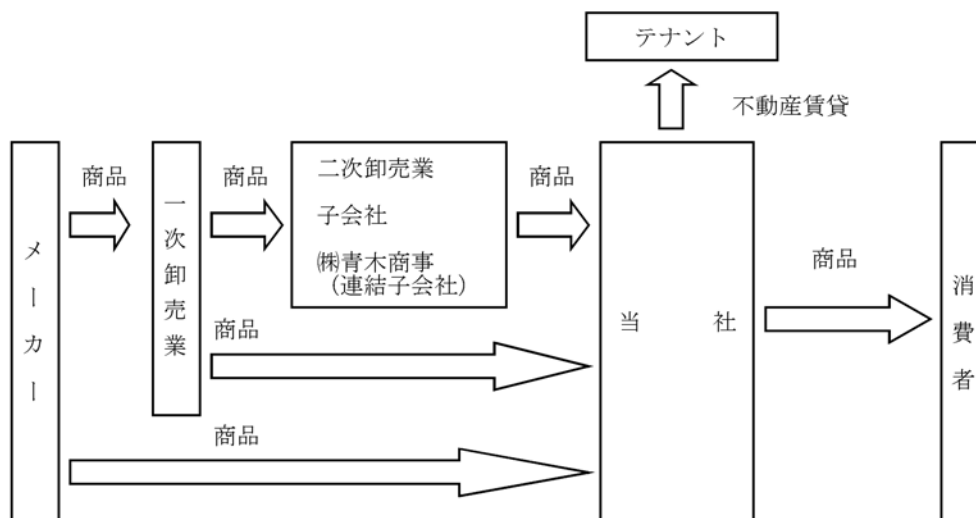 テナント
不動産賃貸
メーカー
商品
一次卸売業
商品
二次卸売業
子会社
㈱青木商事
（連結子会社）
商品
商品
商品
当　　社
商品
消費者